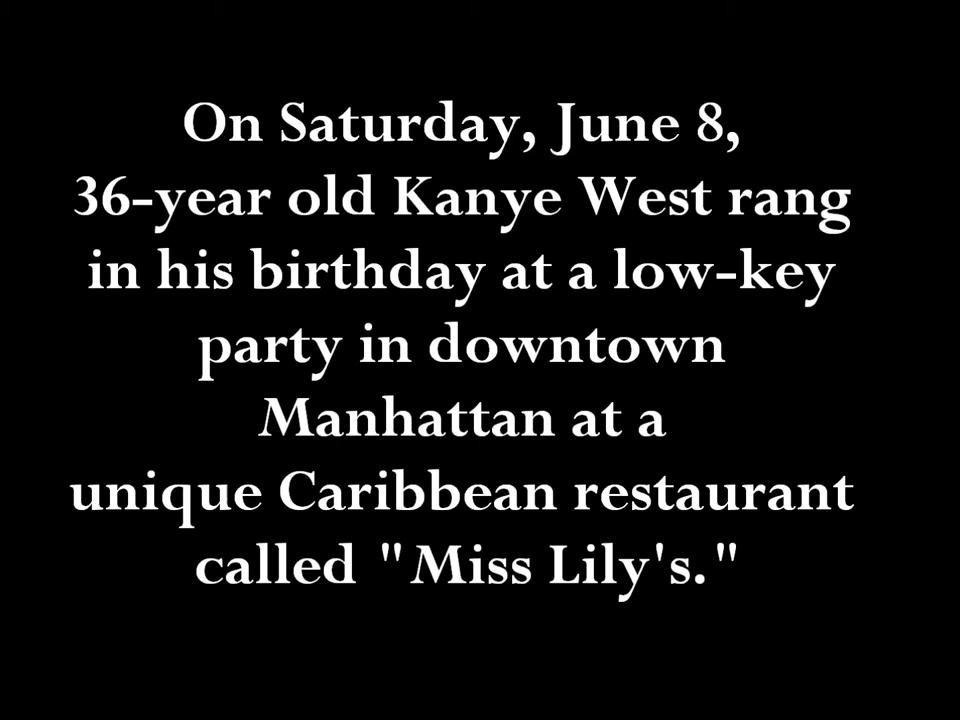 On Saturday, June 8,
36-year old Kanye West rang
in his birthday at a low-key
party in downtown
Manhattan at a
unique Caribbean restaurant
called "Miss Lily's."